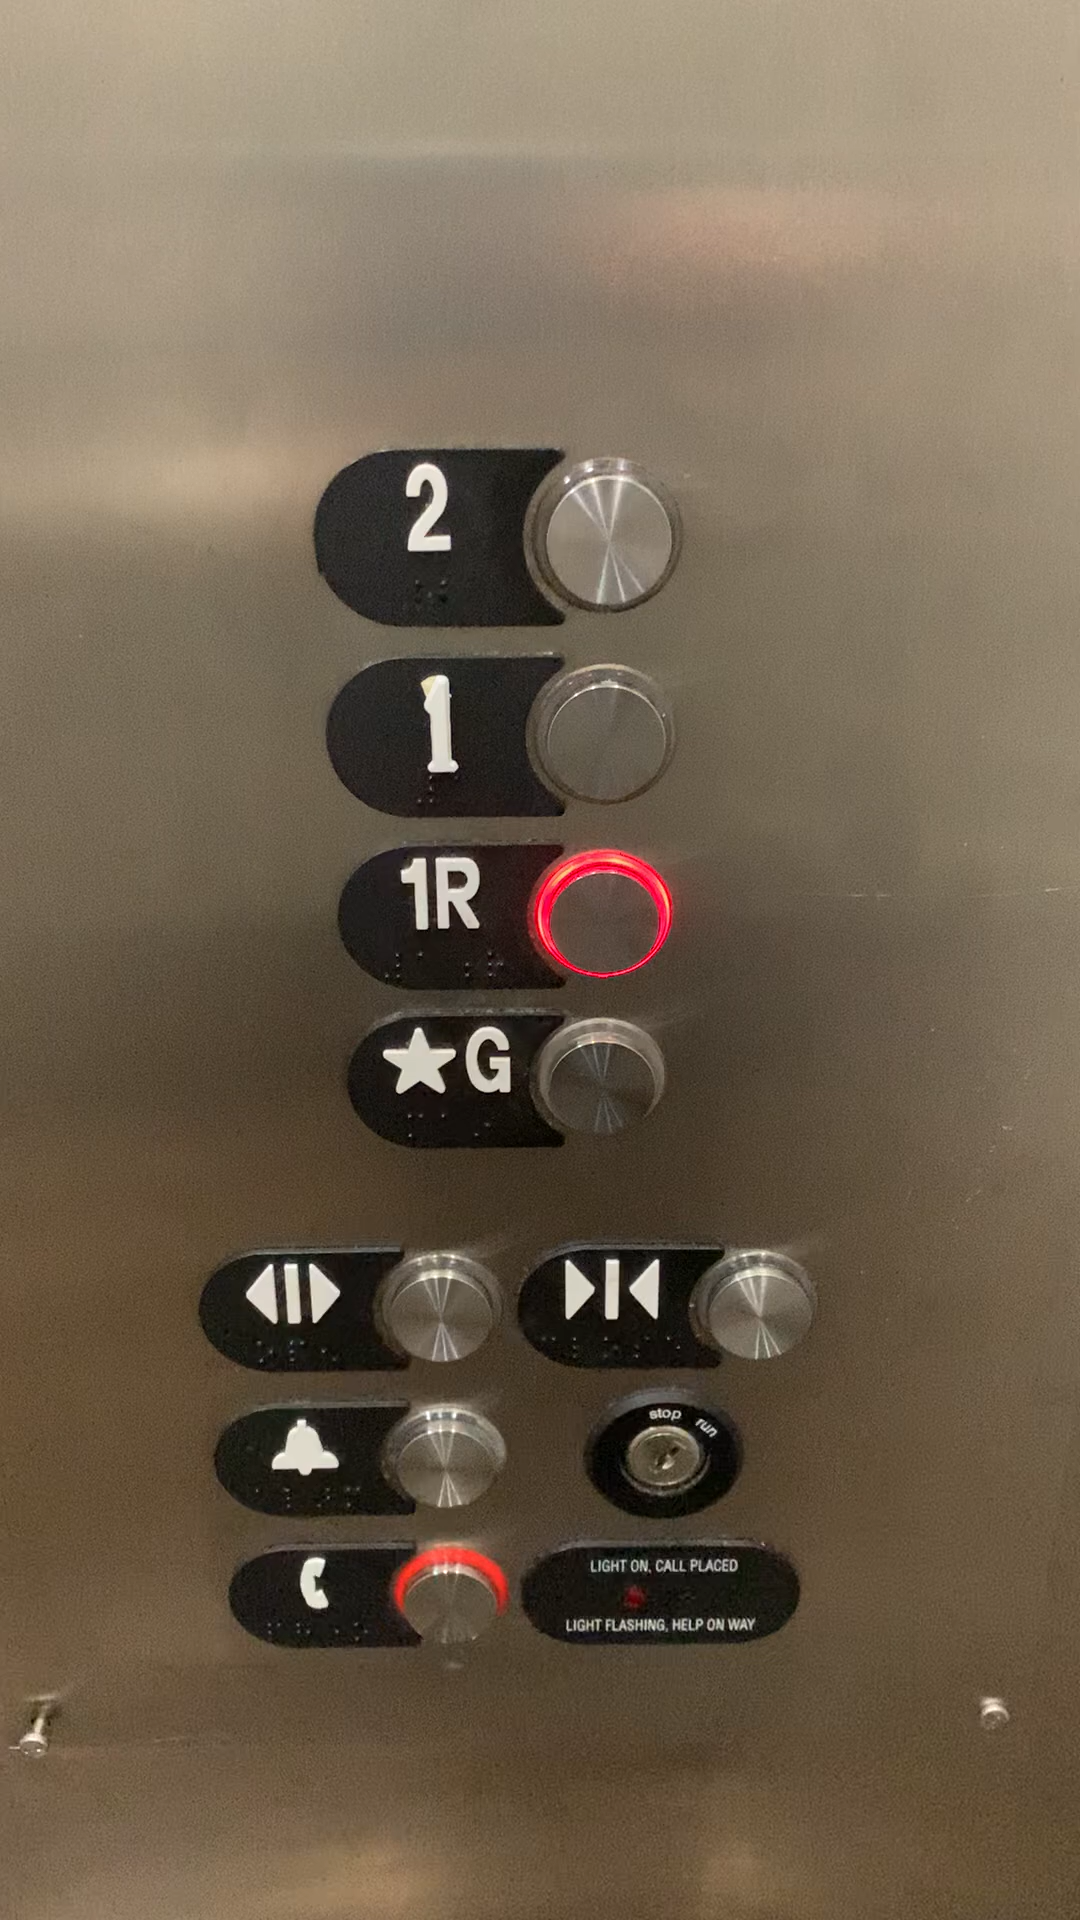 2
1
1R
★G
stop run
LIGHT ON, CALL PLACED
LIGHT FLASHING, HELP ON WAY